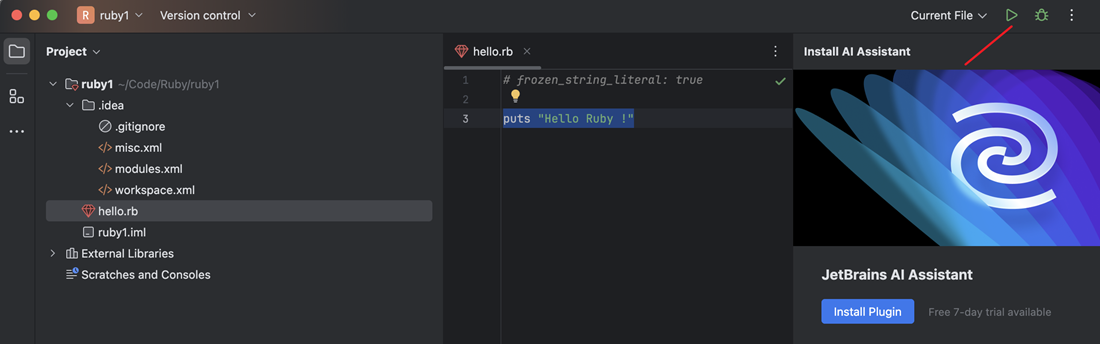 R ruby1 Version control Current File
Project
ruby1 ~/Code/Ruby/ruby1
.idea
.gitignore
misc.xml
modules.xml
workspace.xml
hello.rb
ruby1.iml
External Libraries
Scratches and Consoles
hello.rb
1 # frozen_string_literal: true
2
3 puts "Hello Ruby !"
Install AI Assistant
JetBrains AI Assistant
Install Plugin Free 7-day trial available